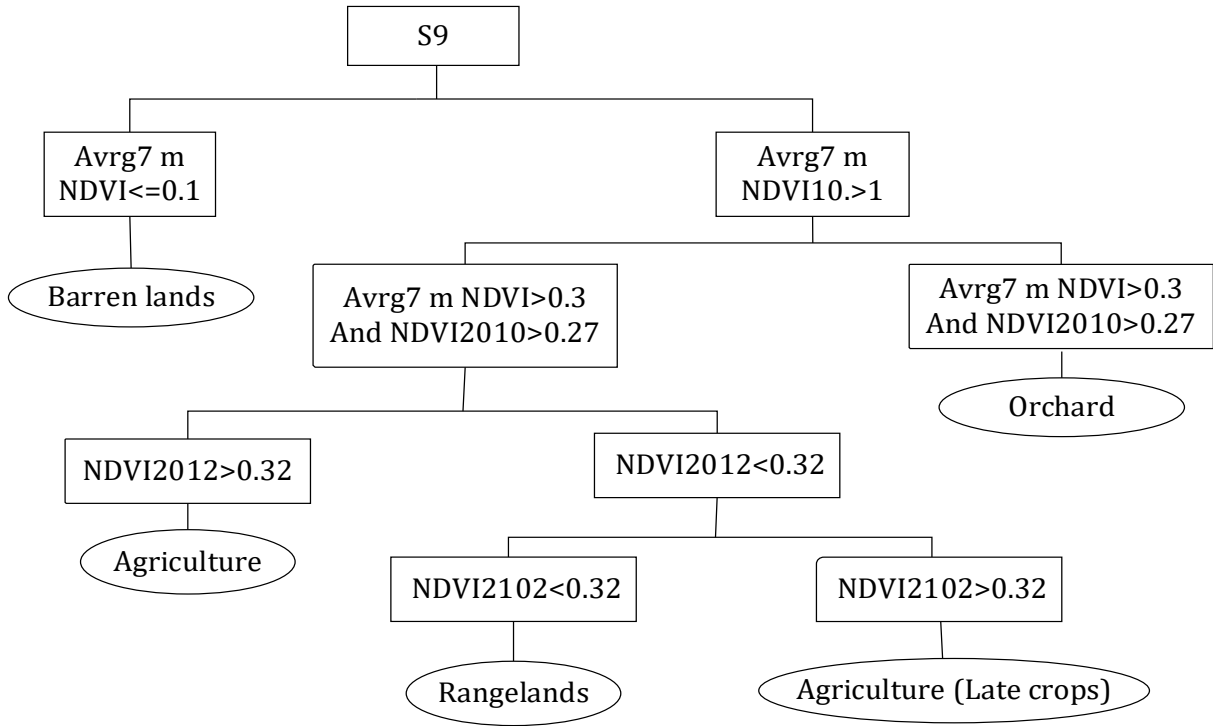 S9
Avrg7 m
NDVI<=0.1
Avrg7 m
NDVI10.>1
Barren lands
Avrg7 m NDVI>0.3
And NDVI2010>0.27
Avrg7 m NDVI>0.3
And NDVI2010>0.27
Orchard
NDVI2012>0.32
NDVI2012<0.32
Agriculture
NDVI2102<0.32
NDVI2102>0.32
Rangelands
Agriculture (Late crops)